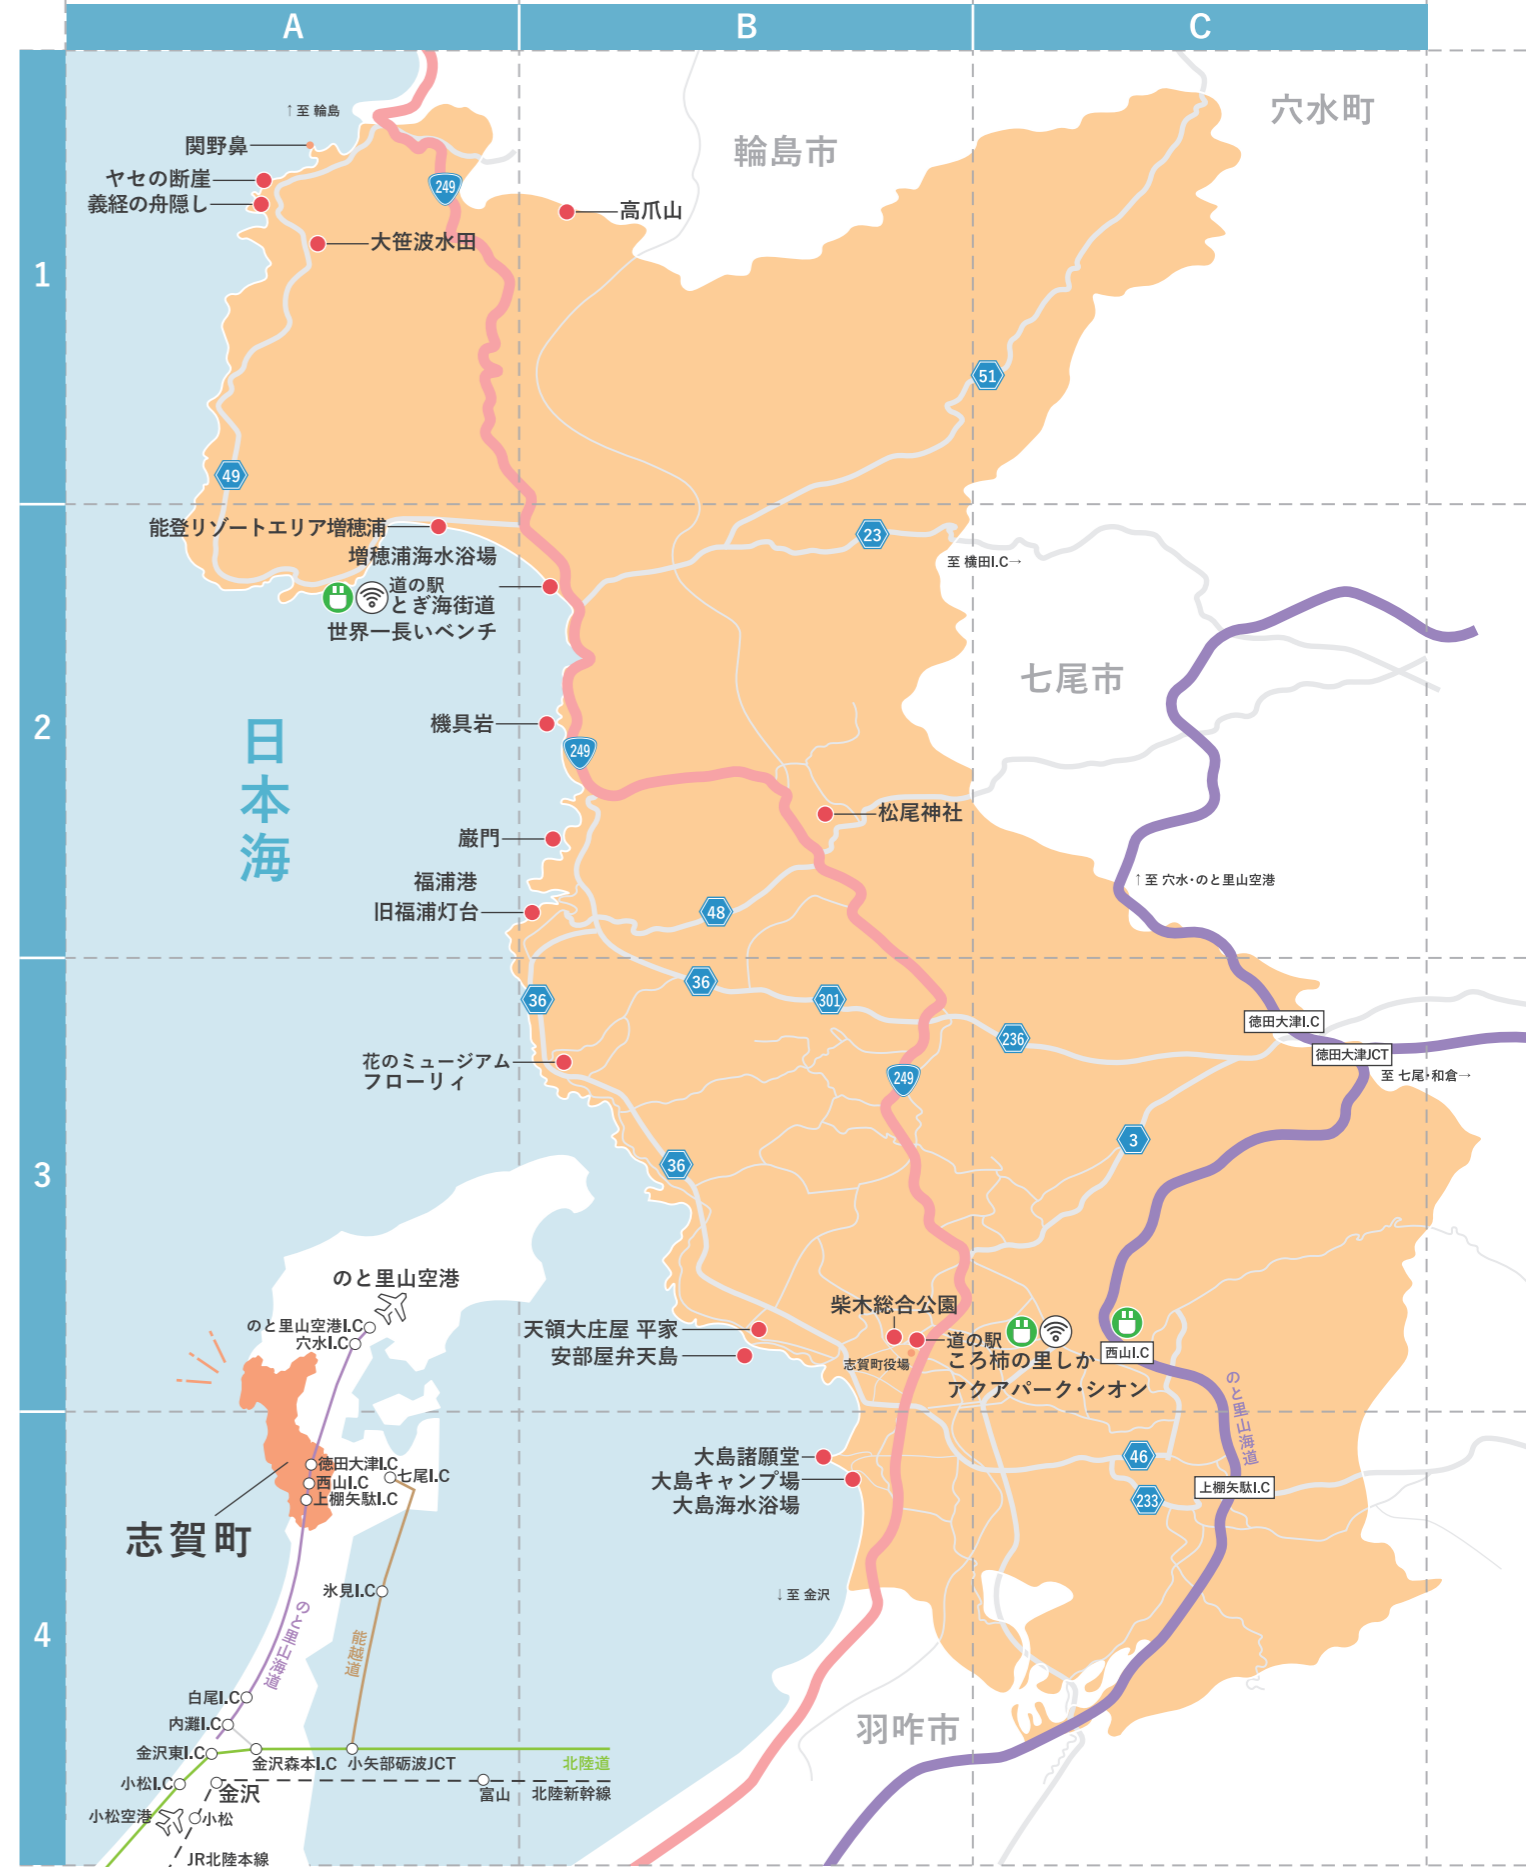 A
B
C
1
2
3
4
↑至 輪島
関野鼻
ヤセの断崖
義経の舟隠し
大笹波水田
249
高爪山
輪島市
穴水町
51
49
能登リゾートエリア増穂浦
増穂浦海水浴場
道の駅
とぎ海街道
世界一長いベンチ
23
至 横田I.C→
七尾市
日本海
機具岩
249
松尾神社
巌門
福浦港
旧福浦灯台
48
↑至 穴水・のと里山空港
36
36
301
236
徳田大津I.C
徳田大津JCT
至 七尾・和倉→
花のミュージアム
フローリィ
249
3
36
柴木総合公園
天領大庄屋 平家
安部屋弁天島
道の駅
ころ柿の里しか
アクアパーク・シオン
志賀町役場
西山I.C
のと里山海道
大島諸願堂
大島キャンプ場
大島海水浴場
46
233
上棚矢駄I.C
↓至 金沢
羽咋市
のと里山空港
のと里山空港I.C
穴水I.C
徳田大津I.C
西山I.C
上棚矢駄I.C
七尾I.C
志賀町
氷見I.C
のと里山海道
能越道
白尾I.C
内灘I.C
金沢東I.C
金沢森本I.C
小矢部砺波JCT
北陸道
小松I.C
金沢
富山
北陸新幹線
小松空港
小松
JR北陸本線